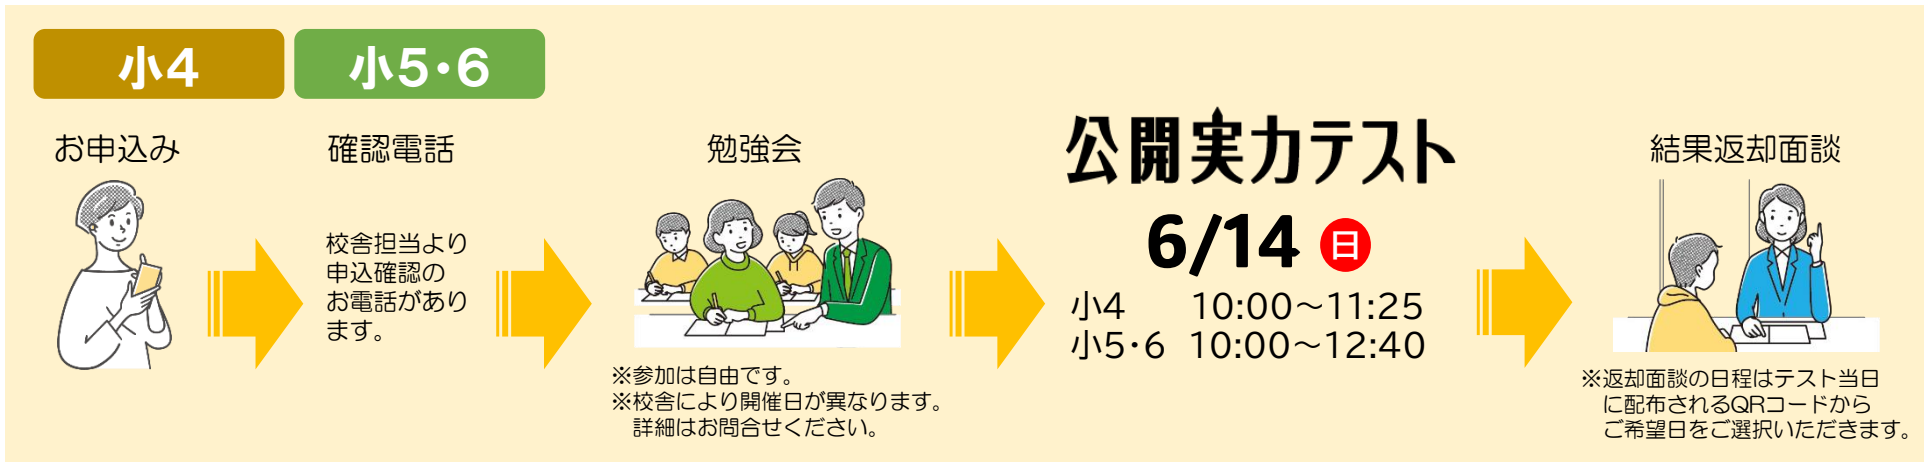 小4
小5・6
お申込み
確認電話
校舎担当より
申込確認の
お電話があり
ます。
勉強会
※参加は自由です。
※校舎により開催日が異なります。
詳細はお問合せください。
公開実力テスト
6/14 日
小4 10:00～11:25
小5・6 10:00～12:40
結果返却面談
※返却面談の日程はテスト当日
に配布されるQRコードから
ご希望日をご選択いただきます。